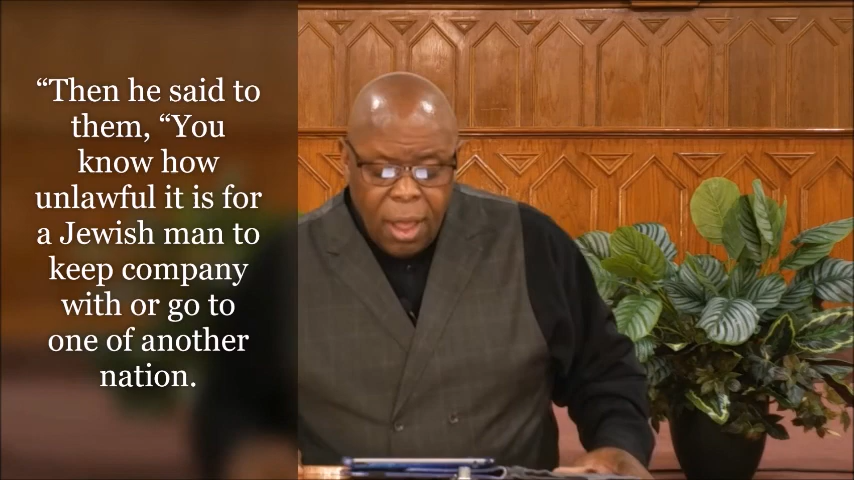 “Then he said to
them, “You
know how
unlawful it is for
a Jewish man to
keep company
with or go to
one of another
nation.